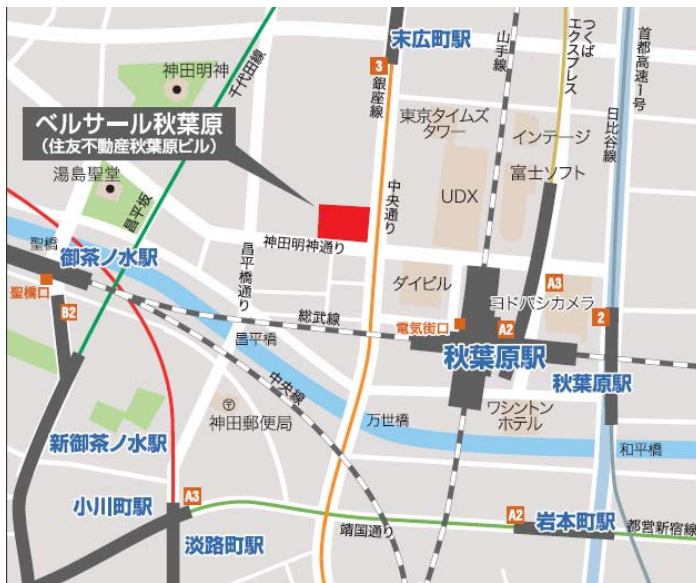 末広町駅
3
銀座線
山手線
つくば
エクスプレス
首都高速1号
日比谷線
神田明神
千代田線
ベルサール秋葉原
(住友不動産秋葉原ビル)
東京タイムズ
タワー
インテージ
富士ソフト
UDX
湯島聖堂
昌平坂
中央通り
神田明神通り
聖橋
御茶ノ水駅
昌平橋通り
ダイビル
A3
ヨドバシカメラ
聖橋口
B2
総武線
電気街口
A2
2
昌平橋
秋葉原駅
秋葉原駅
中央線
神田郵便局
万世橋
ワシントン
ホテル
和平橋
新御茶ノ水駅
小川町駅
A3
A2
岩本町駅
都営新宿線
靖国通り
淡路町駅